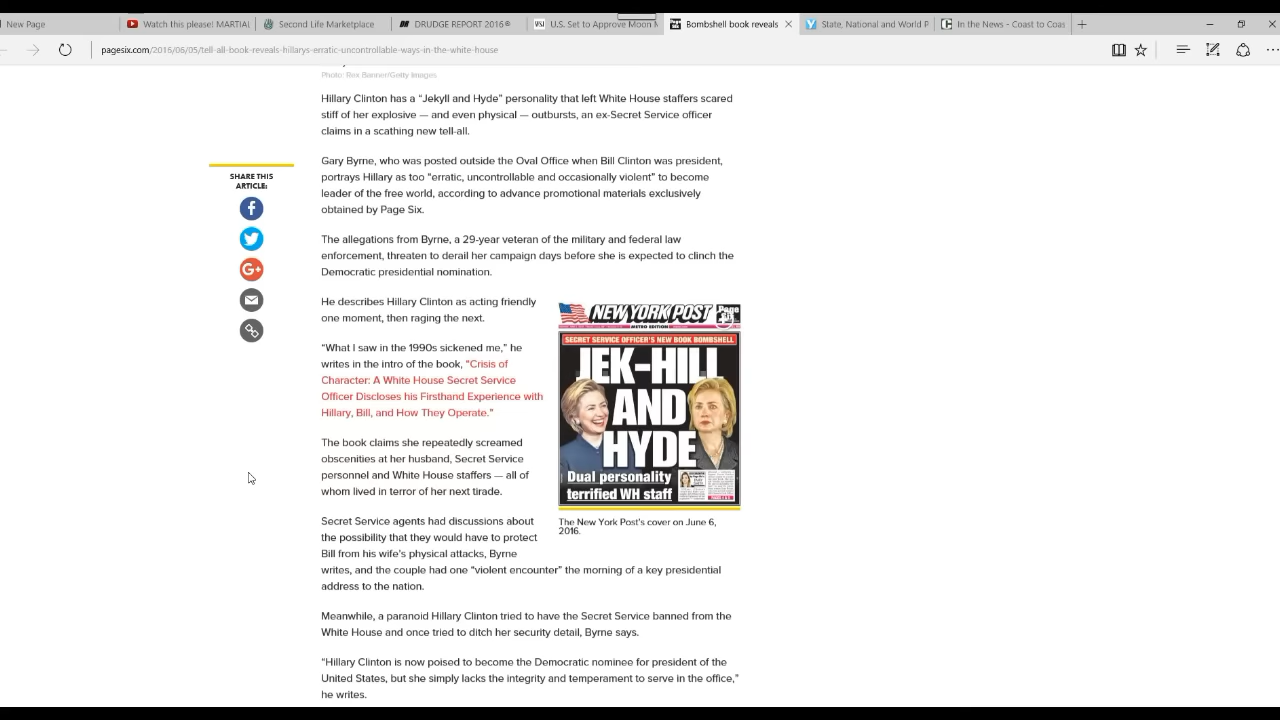 New Page
Watch this please! MARTIAL
Second Life Marketplace
DRUDGE REPORT 2016®
U.S. Set to Approve Moon M
Bombshell book reveals
State, National and World P
In the News - Coast to Coas
pagesix.com/2016/06/05/tell-all-book-reveals-hillarys-erratic-uncontrollable-ways-in-the-white-house
Photo: Rex Banner/Getty Images
Hillary Clinton has a “Jekyll and Hyde” personality that left White House staffers scared
stiff of her explosive — and even physical — outbursts, an ex-Secret Service officer
claims in a scathing new tell-all.
Gary Byrne, who was posted outside the Oval Office when Bill Clinton was president,
portrays Hillary as too “erratic, uncontrollable and occasionally violent” to become
leader of the free world, according to advance promotional materials exclusively
obtained by Page Six.
SHARE THIS
ARTICLE:
The allegations from Byrne, a 29-year veteran of the military and federal law
enforcement, threaten to derail her campaign days before she is expected to clinch the
Democratic presidential nomination.
He describes Hillary Clinton as acting friendly
one moment, then raging the next.
“What I saw in the 1990s sickened me,” he
writes in the intro of the book, “Crisis of
Character: A White House Secret Service
Officer Discloses his Firsthand Experience with
Hillary, Bill, and How They Operate.”
The book claims she repeatedly screamed
obscenities at her husband, Secret Service
personnel and White House staffers — all of
whom lived in terror of her next tirade.
Secret Service agents had discussions about
the possibility that they would have to protect
Bill from his wife’s physical attacks, Byrne
writes, and the couple had one “violent encounter” the morning of a key presidential
address to the nation.
NEW YORK POST
METRO EDITION
SECRET SERVICE OFFICER'S NEW BOOK BOMBSHELL
JEK-HILL
AND
HYDE
Dual personality
terrified WH staff
The New York Post’s cover on June 6,
2016.
Meanwhile, a paranoid Hillary Clinton tried to have the Secret Service banned from the
White House and once tried to ditch her security detail, Byrne says.
“Hillary Clinton is now poised to become the Democratic nominee for president of the
United States, but she simply lacks the integrity and temperament to serve in the office,”
he writes.